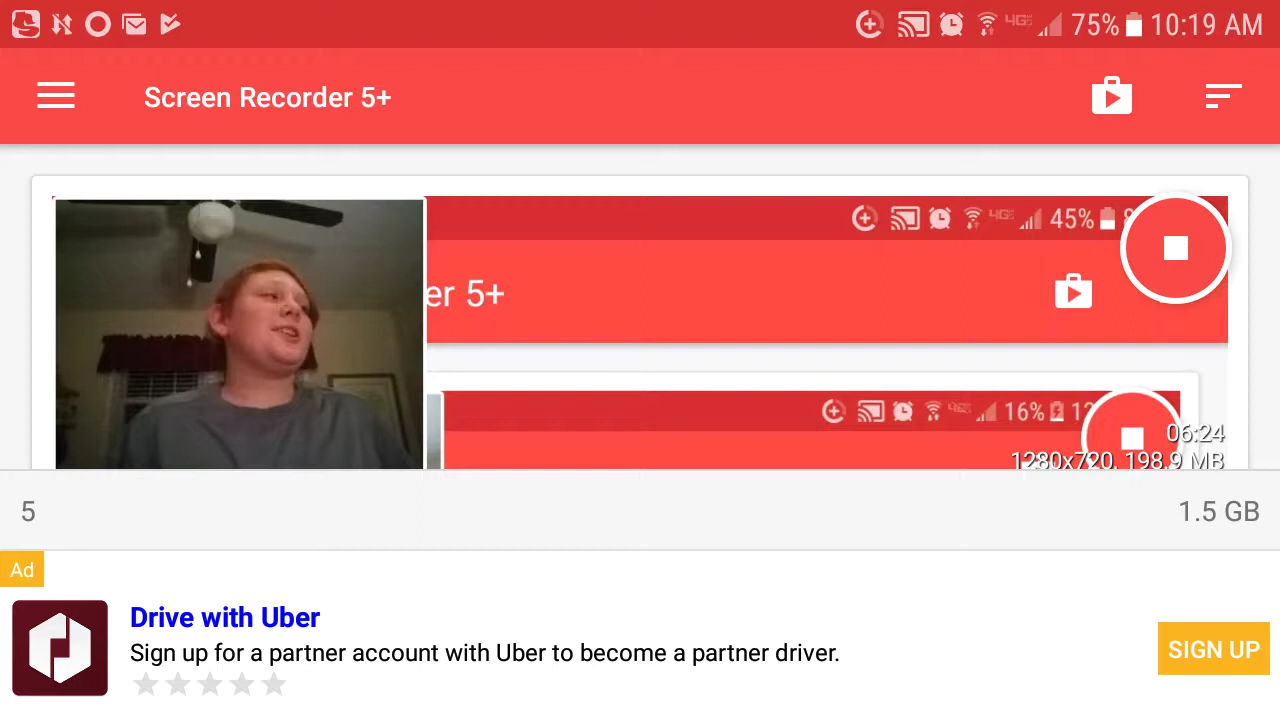 4G 75% 10:19 AM
Screen Recorder 5+
45%
er 5+
16% 12
06:24
1280x720, 198.9 MB
5 1.5 GB
Ad
Drive with Uber
Sign up for a partner account with Uber to become a partner driver.
SIGN UP